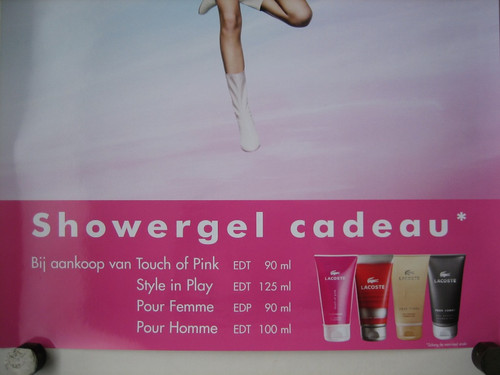 Showergel cadeau*
Bij aankoop van Touch of Pink EDT 90 ml
Style in Play EDT 125 ml
Pour Femme EDP 90 ml
Pour Homme EDT 100 ml
LACOSTE
LACOSTE
LACOSTE
LACOSTE